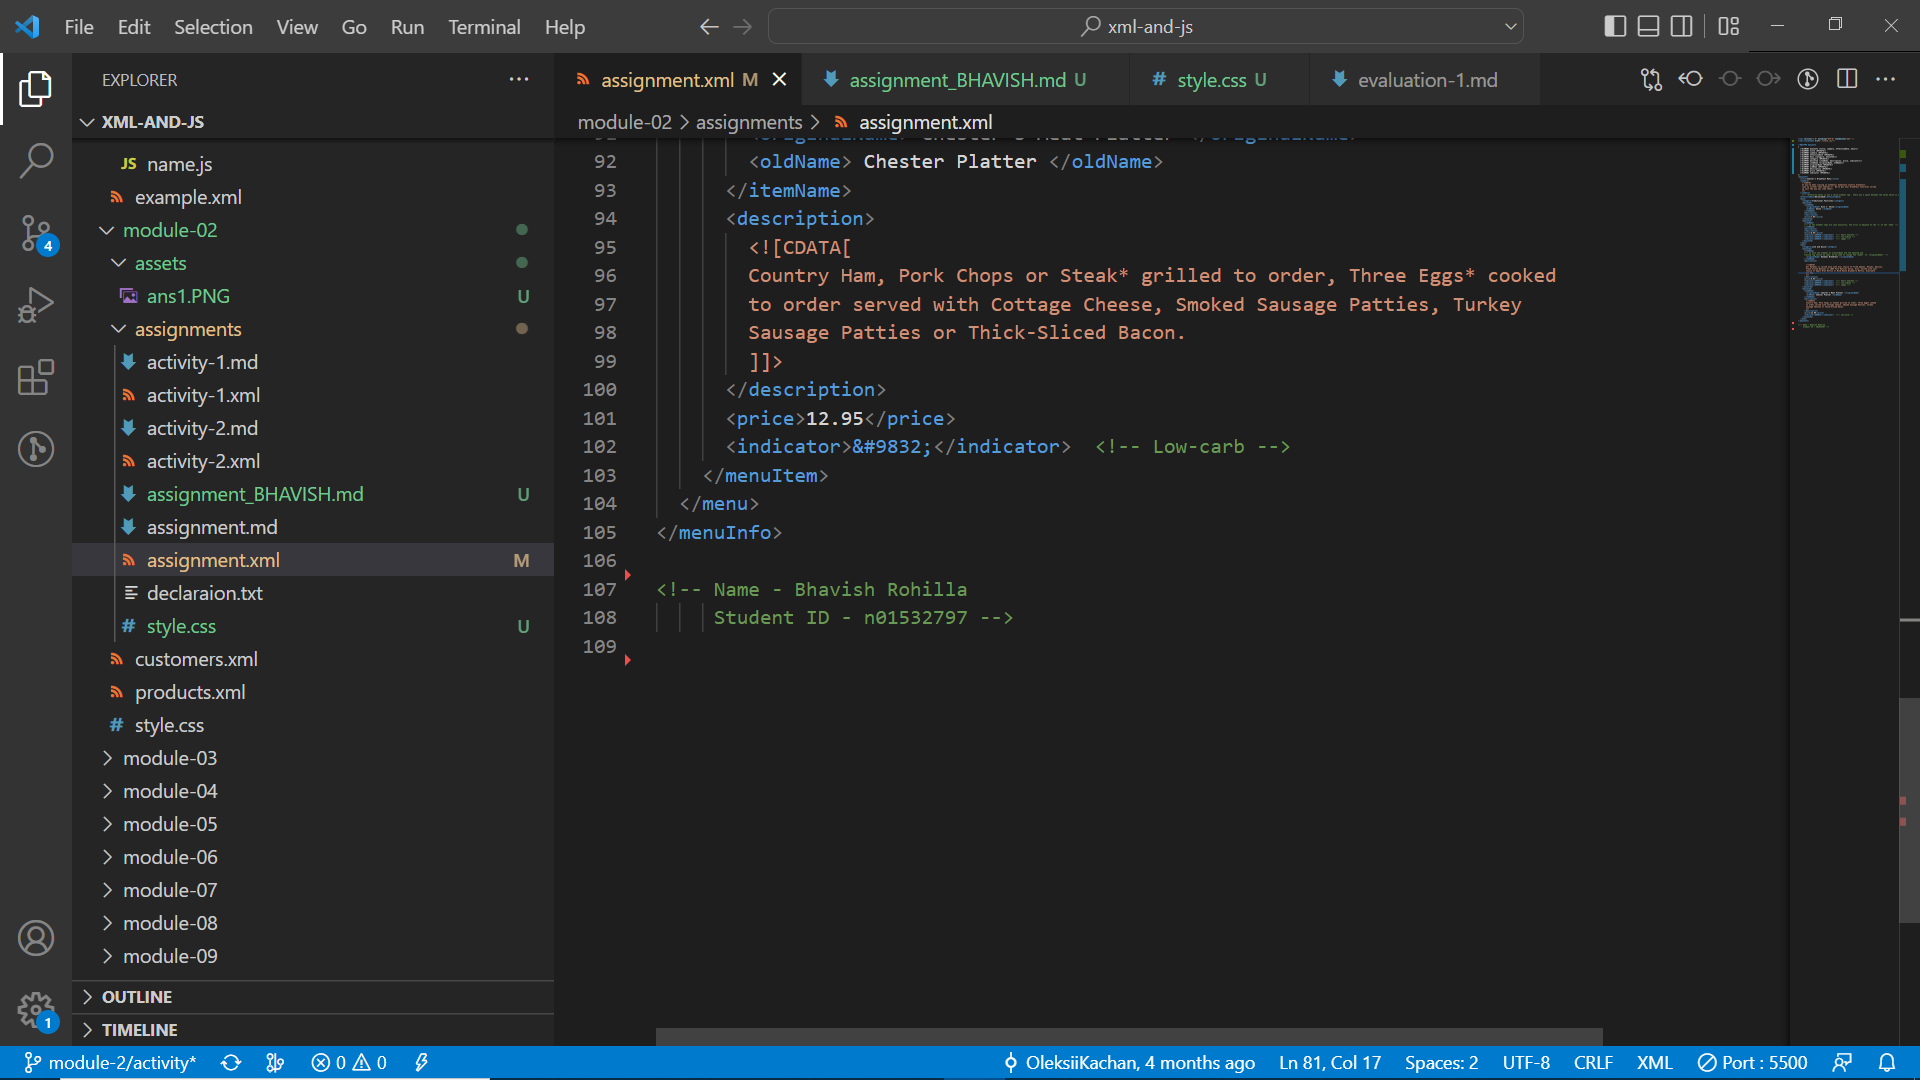 File Edit Selection View Go Run Terminal Help
xml-and-js
EXPLORER
XML-AND-JS
JS name.js
example.xml
module-02
assets
ans1.PNG U
assignments
activity-1.md
activity-1.xml
activity-2.md
activity-2.xml
assignment_BHAVISH.md U
assignment.md
assignment.xml M
declaraion.txt
# style.css U
customers.xml
products.xml
# style.css
module-03
module-04
module-05
module-06
module-07
module-08
module-09
OUTLINE
TIMELINE
4
1
assignment.xml M
assignment_BHAVISH.md U
# style.css U
evaluation-1.md
module-02 > assignments > assignment.xml
92 <oldName> Chester Platter </oldName>
93 </itemName>
94 <description>
95 <![CDATA[
96 Country Ham, Pork Chops or Steak* grilled to order, Three Eggs* cooked
97 to order served with Cottage Cheese, Smoked Sausage Patties, Turkey
98 Sausage Patties or Thick-Sliced Bacon.
99 ]]>
100 </description>
101 <price>12.95</price>
102 <indicator>&#9832;</indicator> <!-- Low-carb -->
103 </menuItem>
104 </menu>
105 </menuInfo>
106
107 <!-- Name - Bhavish Rohilla
108 Student ID - n01532797 -->
109
module-2/activity* 0 0 OleksiiKachan, 4 months ago Ln 81, Col 17 Spaces: 2 UTF-8 CRLF XML Port : 5500